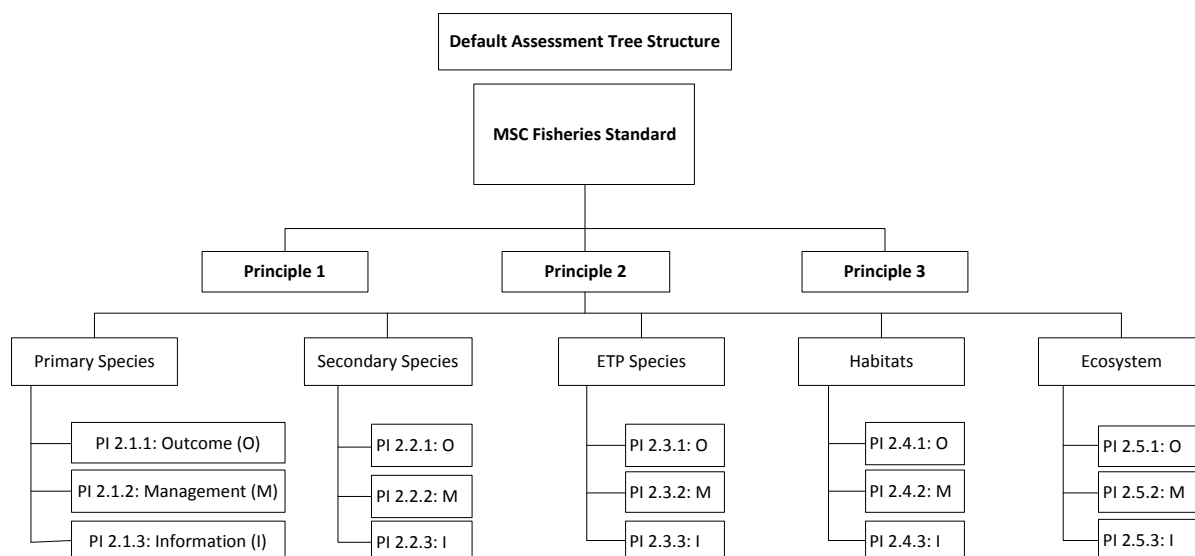 Default Assessment Tree Structure
MSC Fisheries Standard
Principle 1
Principle 2
Principle 3
Primary Species
Secondary Species
ETP Species
Habitats
Ecosystem
PI 2.1.1: Outcome (O)
PI 2.2.1: O
PI 2.3.1: O
PI 2.4.1: O
PI 2.5.1: O
PI 2.1.2: Management (M)
PI 2.2.2: M
PI 2.3.2: M
PI 2.4.2: M
PI 2.5.2: M
PI 2.1.3: Information (I)
PI 2.2.3: I
PI 2.3.3: I
PI 2.4.3: I
PI 2.5.3: I